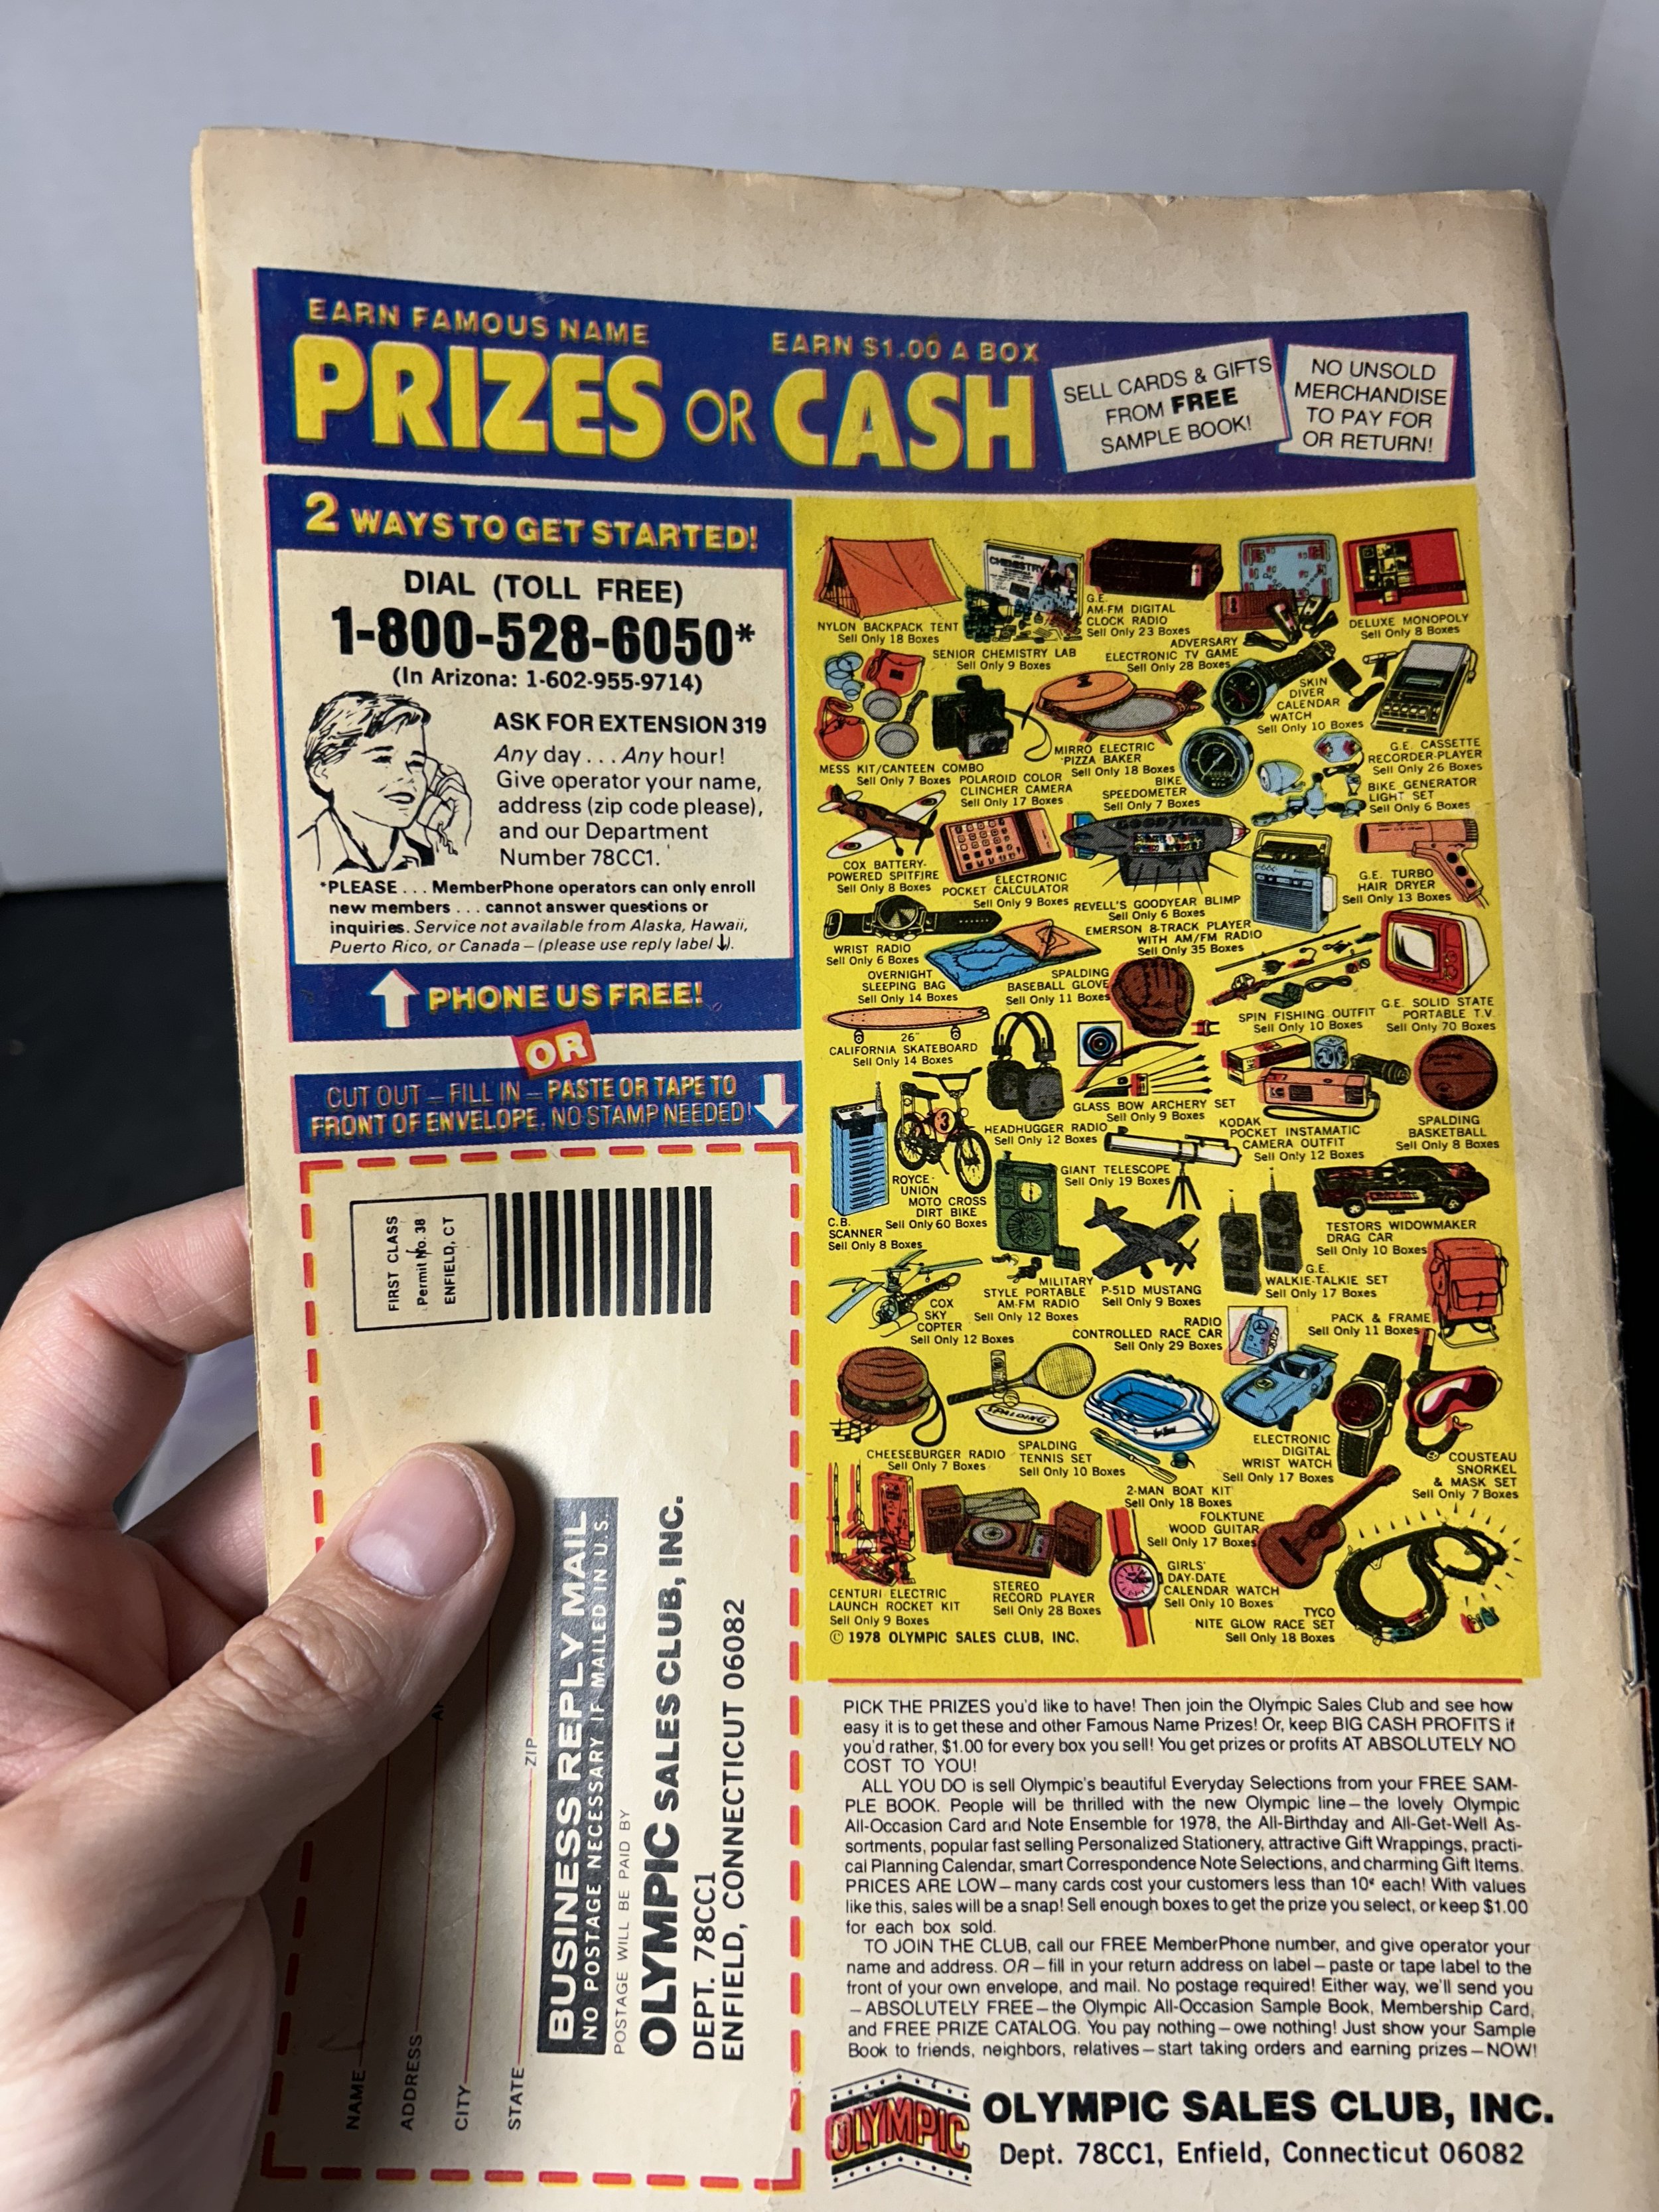 EARN FAMOUS NAME
PRIZES OR
EARN $1.00 A BOX
CASH
SELL CARDS & GIFTS
FROM FREE
SAMPLE BOOK!
NO UNSOLD
MERCHANDISE
TO PAY FOR
OR RETURN!
2 WAYS TO GET STARTED!
DIAL (TOLL FREE)
1-800-528-6050*
(In Arizona: 1-602-955-9714)
ASK FOR EXTENSION 319
Any day . . . Any hour!
Give operator your name,
address (zip code please),
and our Department
Number 78CC1.
*PLEASE . . . MemberPhone operators can only enroll
new members . . . cannot answer questions or
inquiries. Service not available from Alaska, Hawaii,
Puerto Rico, or Canada – (please use reply label ↓).
PHONE US FREE!
OR
CUT OUT – FILL IN – PASTE OR TAPE TO
FRONT OF ENVELOPE. NO STAMP NEEDED!
FIRST CLASS
Permit No. 38
ENFIELD, CT
NAME
ADDRESS
CITY
STATE
ZIP
BUSINESS REPLY MAIL
NO POSTAGE NECESSARY IF MAILED IN U.S.
POSTAGE WILL BE PAID BY
OLYMPIC SALES CLUB, INC.
DEPT. 78CC1
ENFIELD, CONNECTICUT 06082
NYLON BACKPACK TENT
Sell Only 18 Boxes
CHEMISTRY
SENIOR CHEMISTRY LAB
Sell Only 9 Boxes
G.E.
AM-FM DIGITAL
CLOCK RADIO
Sell Only 23 Boxes
ADVERSARY
ELECTRONIC TV GAME
Sell Only 28 Boxes
DELUXE MONOPOLY
Sell Only 8 Boxes
MESS KIT/CANTEEN COMBO
Sell Only 7 Boxes
POLAROID COLOR
CLINCHER CAMERA
Sell Only 17 Boxes
MIRRO ELECTRIC
PIZZA BAKER
Sell Only 18 Boxes
SKIN
DIVER
CALENDAR
WATCH
Sell Only 10 Boxes
G.E. CASSETTE
RECORDER-PLAYER
Sell Only 26 Boxes
BIKE
SPEEDOMETER
Sell Only 7 Boxes
BIKE GENERATOR
LIGHT SET
Sell Only 6 Boxes
COX BATTERY-
POWERED SPITFIRE
Sell Only 8 Boxes
ELECTRONIC
POCKET CALCULATOR
Sell Only 9 Boxes
GOODYEAR
REVELL'S GOODYEAR BLIMP
Sell Only 6 Boxes
G.E. TURBO
HAIR DRYER
Sell Only 13 Boxes
WRIST RADIO
Sell Only 6 Boxes
EMERSON 8-TRACK PLAYER
WITH AM/FM RADIO
Sell Only 35 Boxes
OVERNIGHT
SLEEPING BAG
Sell Only 14 Boxes
SPALDING
BASEBALL GLOVE
Sell Only 11 Boxes
SPIN FISHING OUTFIT
Sell Only 10 Boxes
G.E. SOLID STATE
PORTABLE T.V.
Sell Only 70 Boxes
26"
CALIFORNIA SKATEBOARD
Sell Only 14 Boxes
HEADHUGGER RADIO
Sell Only 12 Boxes
GLASS BOW ARCHERY SET
Sell Only 9 Boxes
KODAK
POCKET INSTAMATIC
CAMERA OUTFIT
Sell Only 12 Boxes
SPALDING
BASKETBALL
Sell Only 8 Boxes
C.B.
SCANNER
Sell Only 8 Boxes
3
ROYCE-
UNION
MOTO CROSS
DIRT BIKE
Sell Only 60 Boxes
GIANT TELESCOPE
Sell Only 19 Boxes
TESTORS WIDOWMAKER
DRAG CAR
Sell Only 10 Boxes
COX
SKY
COPTER
Sell Only 12 Boxes
MILITARY
STYLE PORTABLE
AM-FM RADIO
Sell Only 12 Boxes
P-51D MUSTANG
Sell Only 9 Boxes
G.E.
WALKIE-TALKIE SET
Sell Only 17 Boxes
RADIO
CONTROLLED RACE CAR
Sell Only 29 Boxes
PACK & FRAME
Sell Only 11 Boxes
CHEESEBURGER RADIO
Sell Only 7 Boxes
SPALDING
SPALDING
TENNIS SET
Sell Only 10 Boxes
2-MAN BOAT KIT
Sell Only 18 Boxes
ELECTRONIC
DIGITAL
WRIST WATCH
Sell Only 17 Boxes
COUSTEAU
SNORKEL
& MASK SET
Sell Only 7 Boxes
CENTURI ELECTRIC
LAUNCH ROCKET KIT
Sell Only 9 Boxes
STEREO
RECORD PLAYER
Sell Only 28 Boxes
FOLKTUNE
WOOD GUITAR
Sell Only 17 Boxes
GIRLS'
DAY-DATE
CALENDAR WATCH
Sell Only 10 Boxes
TYCO
NITE GLOW RACE SET
Sell Only 18 Boxes
© 1978 OLYMPIC SALES CLUB, INC.
PICK THE PRIZES you'd like to have! Then join the Olympic Sales Club and see how
easy it is to get these and other Famous Name Prizes! Or, keep BIG CASH PROFITS if
you'd rather, $1.00 for every box you sell! You get prizes or profits AT ABSOLUTELY NO
COST TO YOU!
ALL YOU DO is sell Olympic's beautiful Everyday Selections from your FREE SAM-
PLE BOOK. People will be thrilled with the new Olympic line – the lovely Olympic
All-Occasion Card and Note Ensemble for 1978, the All-Birthday and All-Get-Well As-
sortments, popular fast selling Personalized Stationery, attractive Gift Wrappings, practi-
cal Planning Calendar, smart Correspondence Note Selections, and charming Gift Items.
PRICES ARE LOW – many cards cost your customers less than 10¢ each! With values
like this, sales will be a snap! Sell enough boxes to get the prize you select, or keep $1.00
for each box sold.
TO JOIN THE CLUB, call our FREE MemberPhone number, and give operator your
name and address. OR – fill in your return address on label – paste or tape label to the
front of your own envelope, and mail. No postage required! Either way, we'll send you
– ABSOLUTELY FREE – the Olympic All-Occasion Sample Book, Membership Card,
and FREE PRIZE CATALOG. You pay nothing – owe nothing! Just show your Sample
Book to friends, neighbors, relatives – start taking orders and earning prizes – NOW!
OLYMPIC
OLYMPIC SALES CLUB, INC.
Dept. 78CC1, Enfield, Connecticut 06082